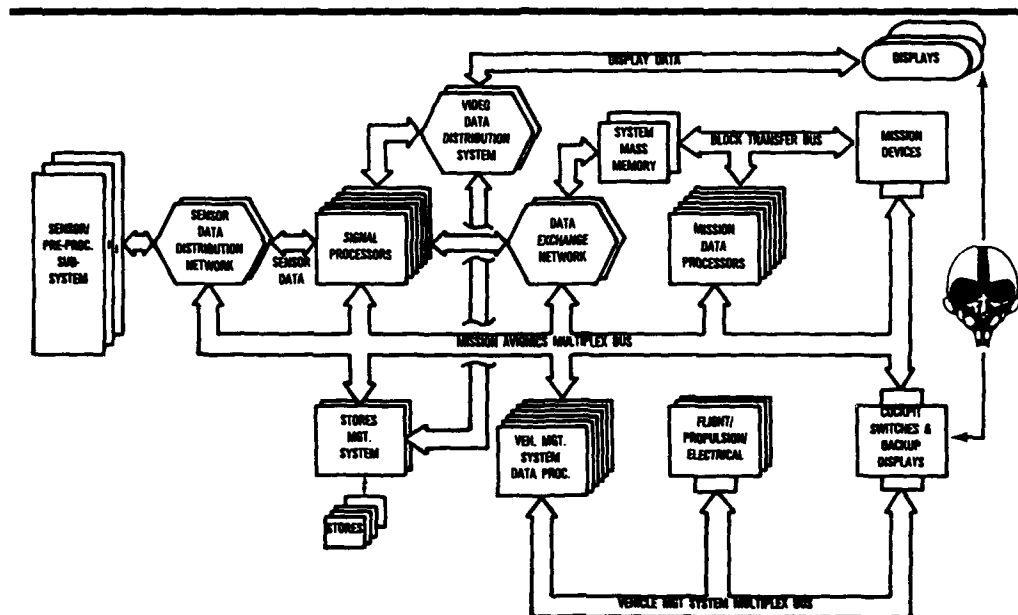 DISPLAY DATA
DISPLAYS
VIDEO
DATA
DISTRIBUTION
SYSTEM
SYSTEM
MASS
MEMORY
BLOCK TRANSFER BUS
MISSION
DEVICES
SENSOR/
PRE-PROC.
SUB-
SYSTEM
SENSOR
DATA
DISTRIBUTION
NETWORK
SENSOR
DATA
SIGNAL
PROCESSORS
DATA
EXCHANGE
NETWORK
MISSION
DATA
PROCESSORS
MISSION AVIONICS MULTIPLEX BUS
STORES
MGT.
SYSTEM
STORES
VEH. MGT.
SYSTEM
DATA PROC.
FLIGHT/
PROPULSION/
ELECTRICAL
COCKPIT
SWITCHES &
BACKUP
DISPLAYS
VEHICLE MGT SYSTEM MULTIPLEX BUS